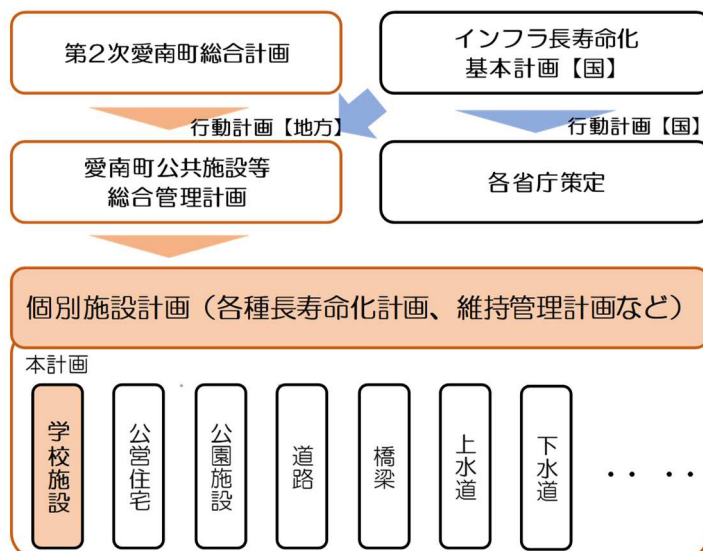 第2次愛南町総合計画
インフラ長寿命化
基本計画【国】
行動計画【地方】
行動計画【国】
愛南町公共施設等
総合管理計画
各省庁策定
個別施設計画（各種長寿命化計画、維持管理計画など）
本計画
学校施設
公営住宅
公園施設
道路
橋梁
上水道
下水道
・・ ・・